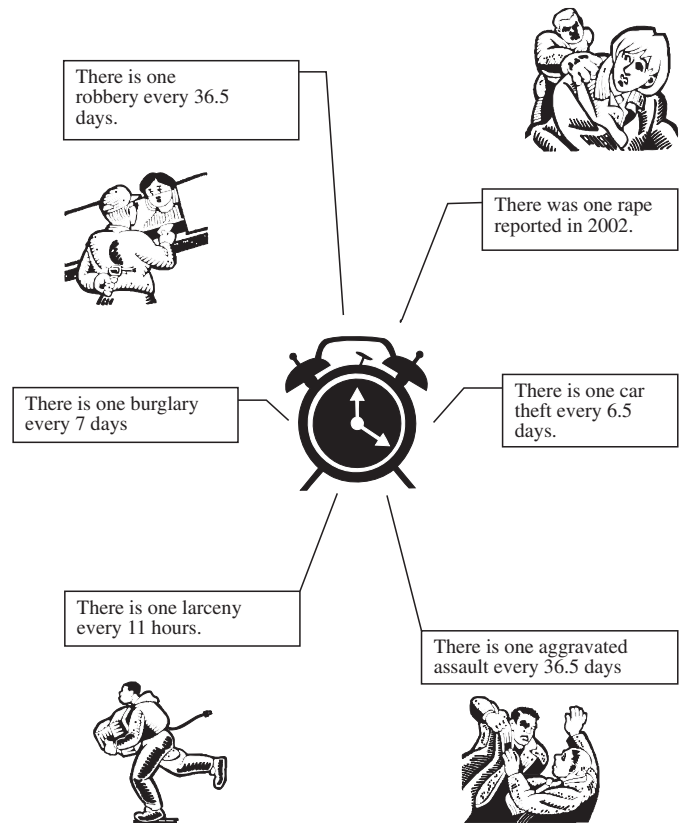 There is one
robbery every 36.5
days.
There was one rape
reported in 2002.
There is one burglary
every 7 days
There is one car
theft every 6.5
days.
There is one larceny
every 11 hours.
There is one aggravated
assault every 36.5 days